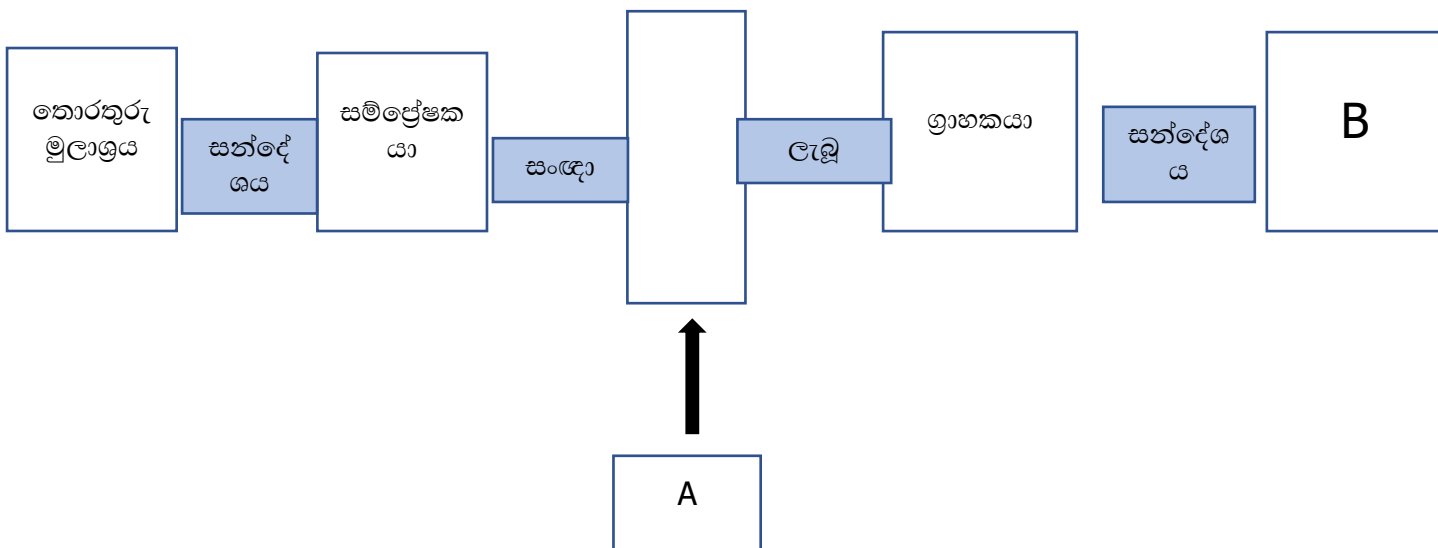 තොරතුරු
මුලාශ්‍රය
සන්දේ
ශය
සම්ප්‍රේෂක
යා
සංඥා
ලැබූ
ග්‍රාහකයා
සන්දේශ
ය
B
A